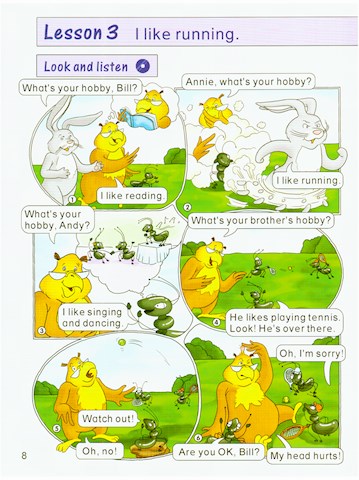 Lesson 3 I like running.
Look and listen
What's your hobby, Bill?
I like reading.
1
Annie, what's your hobby?
I like running.
2
What's your
hobby, Andy?
I like singing
and dancing.
3
What's your brother's hobby?
He likes playing tennis.
Look! He's over there.
4
Watch out!
Oh, no!
5
Oh, I'm sorry!
Are you OK, Bill?
My head hurts!
6
8